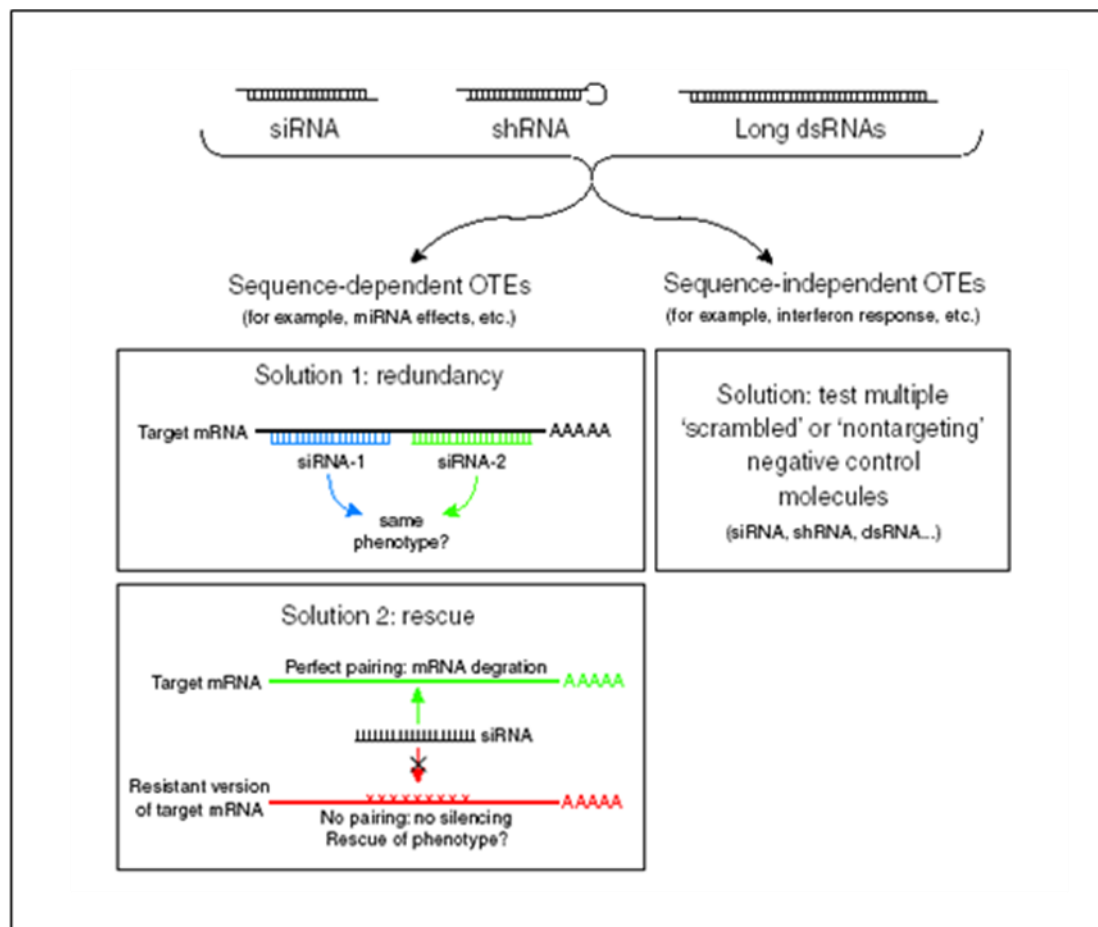 siRNA
shRNA
Long dsRNAs
Sequence-dependent OTEs
(for example, miRNA effects, etc.)
Sequence-independent OTEs
(for example, interferon response, etc.)
Solution 1: redundancy
Target mRNA
AAAAA
siRNA-1
siRNA-2
same
phenotype?
Solution: test multiple
‘scrambled’ or ‘nontargeting’
negative control
molecules
(siRNA, shRNA, dsRNA...)
Solution 2: rescue
Perfect pairing: mRNA degration
Target mRNA
AAAAA
siRNA
Resistant version
of target mRNA
AAAAA
No pairing: no silencing
Rescue of phenotype?